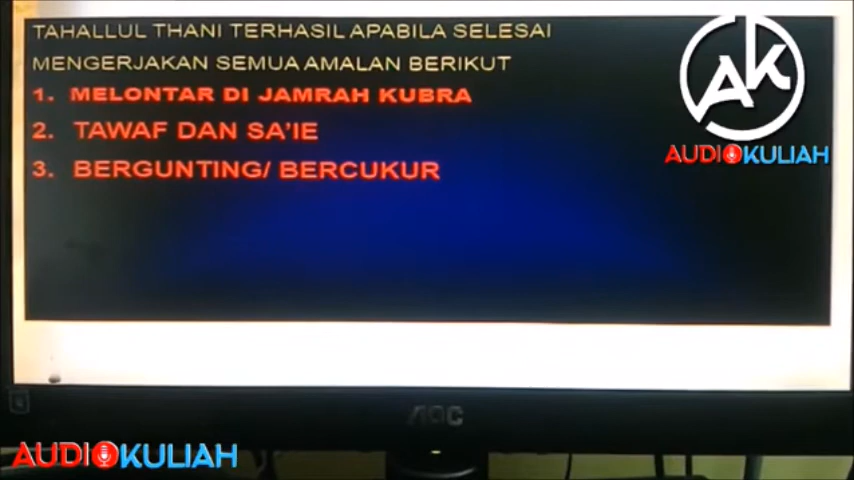 TAHALLUL THANI TERHASIL APABILA SELESAI
MENGERJAKAN SEMUA AMALAN BERIKUT
1. MELONTAR DI JAMRAH KUBRA
2. TAWAF DAN SA'IE
3. BERGUNTING/ BERCUKUR
AK
AUDIOKULIAH
AOC
AUDIOKULIAH